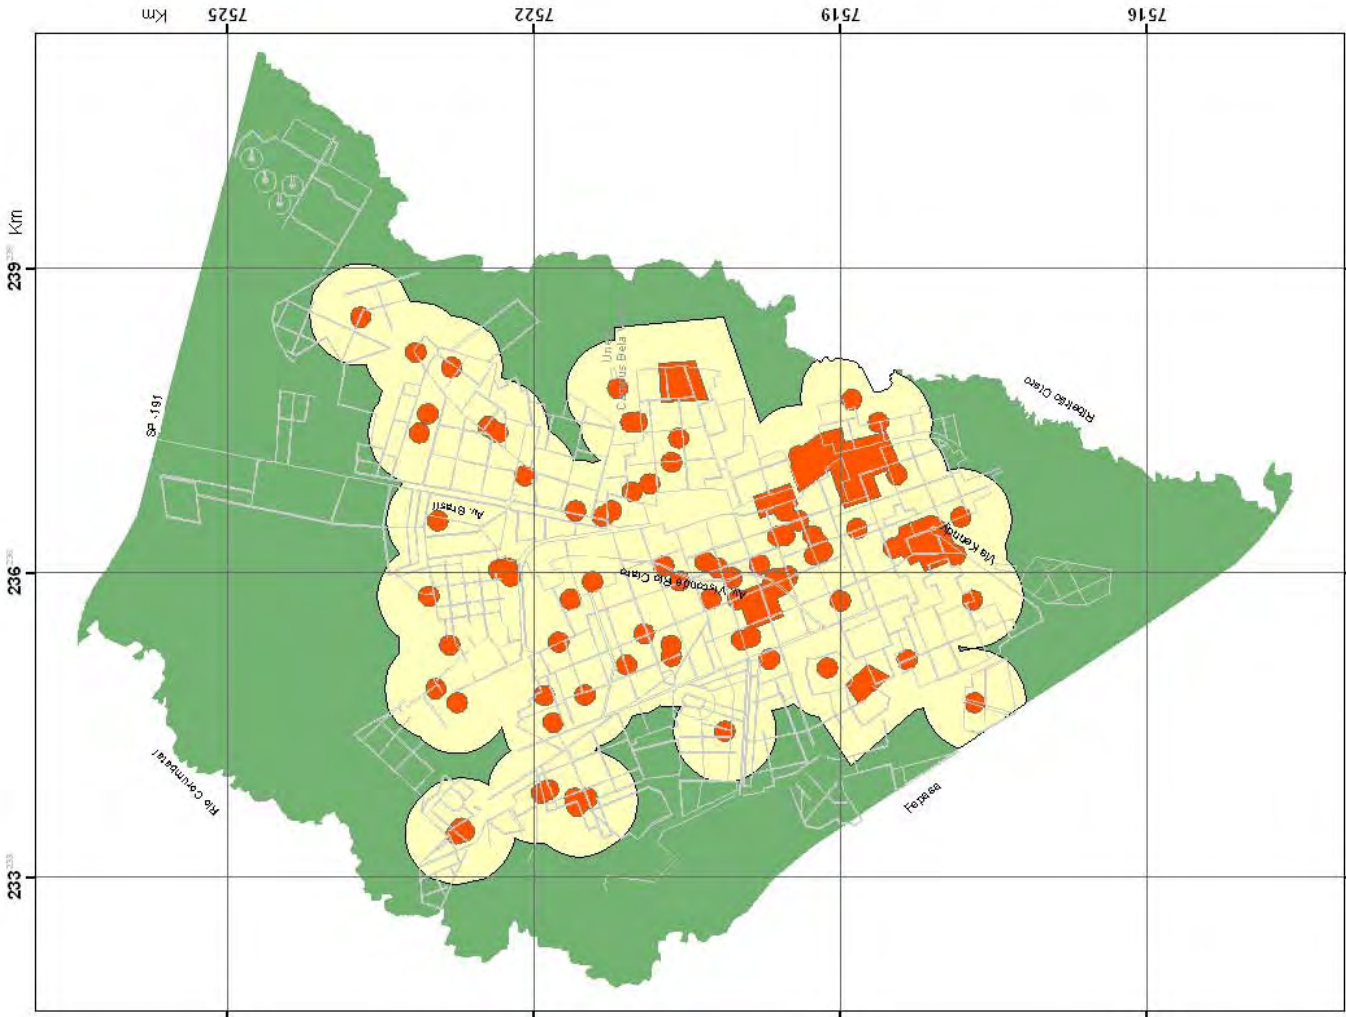 Km
7525
7522
7519
7516
Km
239
236
233
SP-191
Ribeirão Claro
Av. Brasil
Via Kenndy
Av. Visconde Rio Claro
Rio Corumbataí
Fepasa